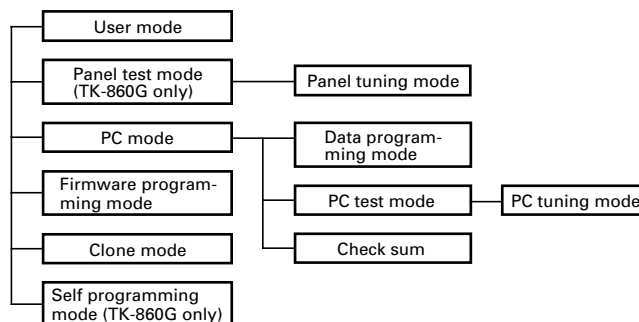 User mode
Panel test mode
(TK-860G only)
Panel tuning mode
PC mode
Data program-
ming mode
Firmware program-
ming mode
PC test mode
PC tuning mode
Clone mode
Check sum
Self programming
mode (TK-860G only)